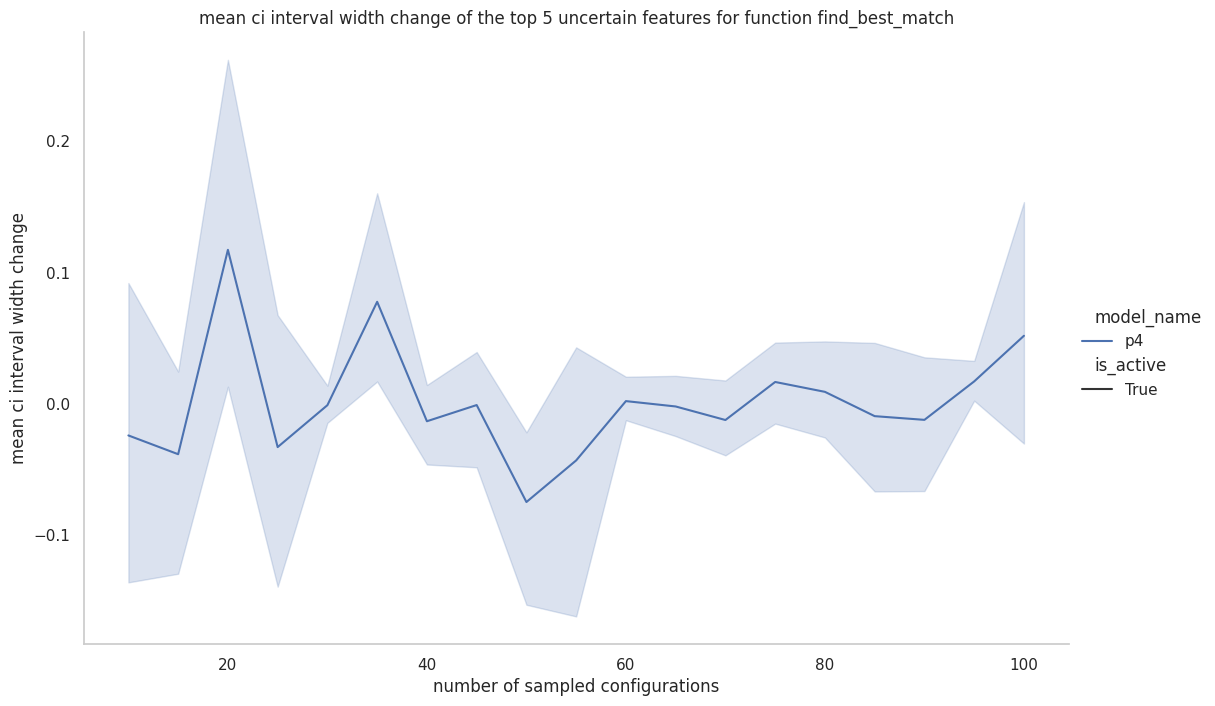 mean ci interval width change of the top 5 uncertain features for function find_best_match
mean ci interval width change
0.2
0.1
0.0
−0.1
20
40
60
80
100
number of sampled configurations
model_name
p4
is_active
True